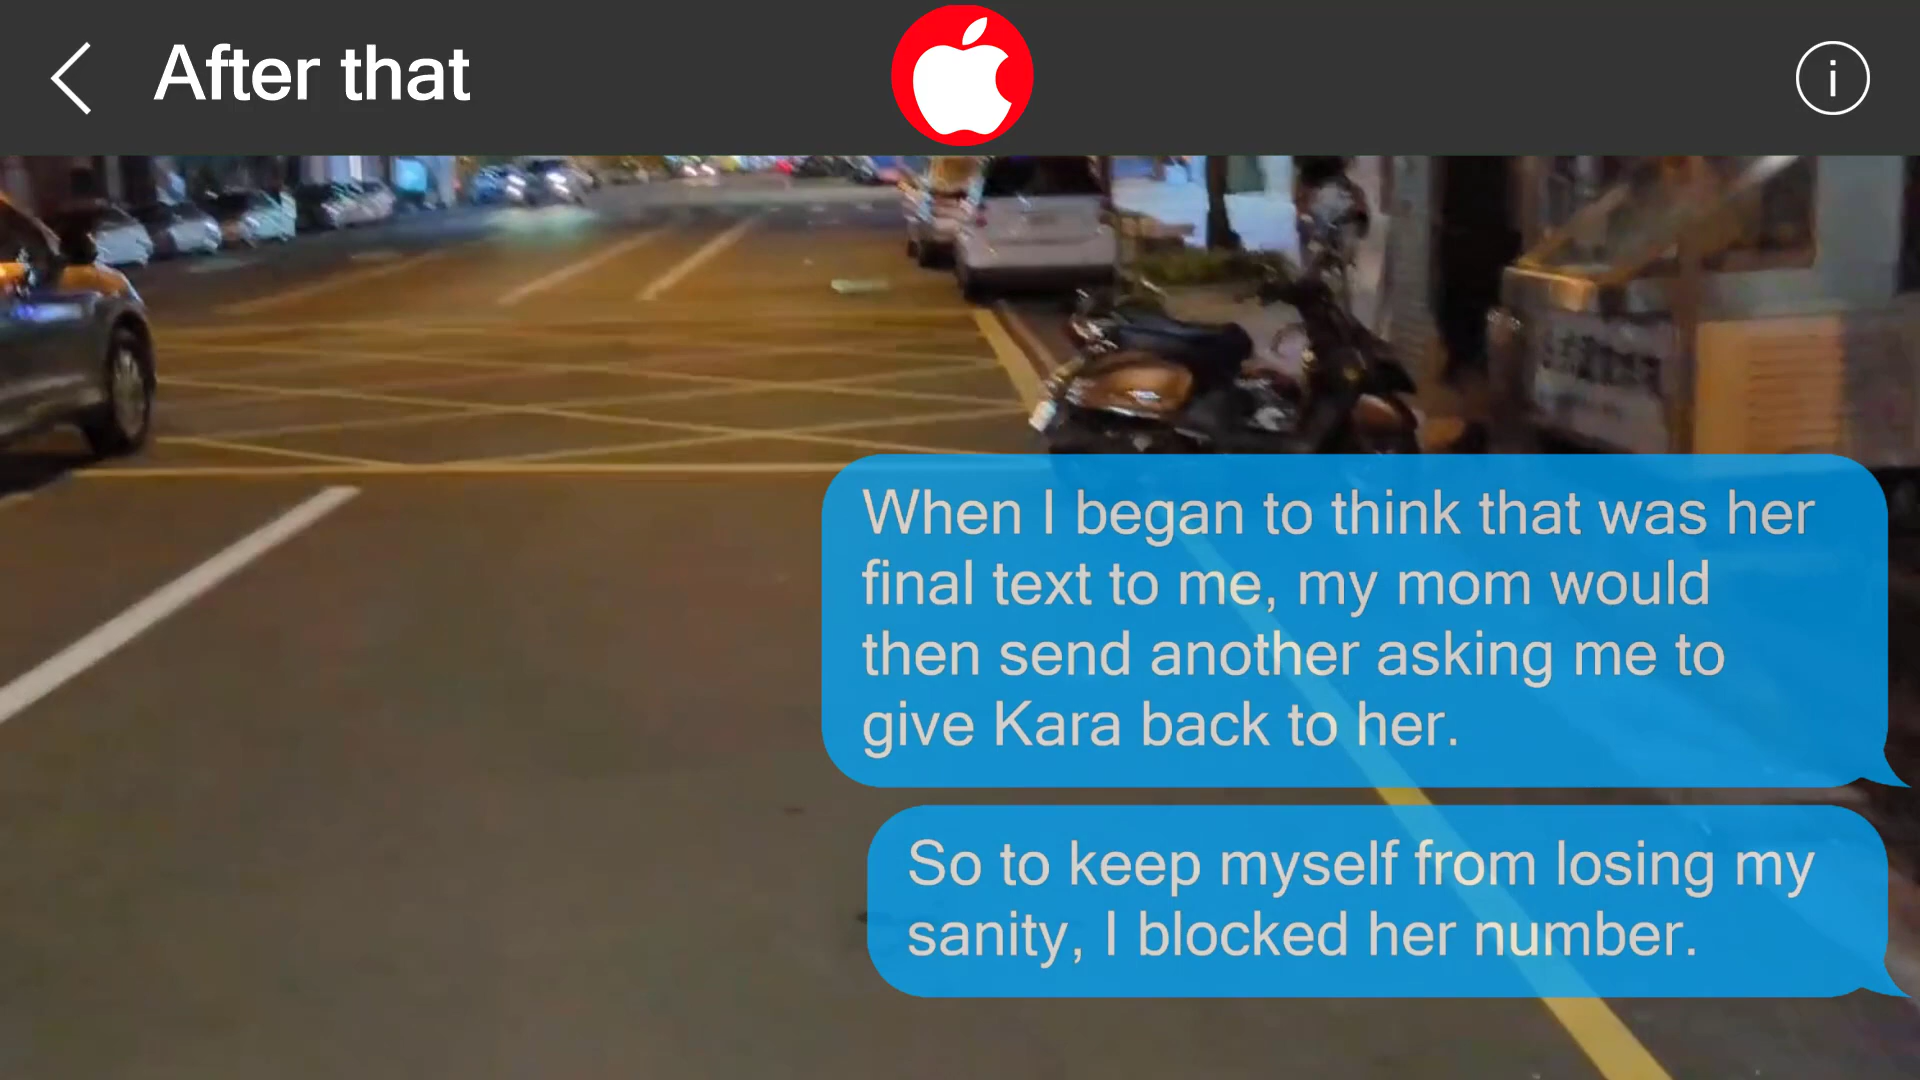 After that
When I began to think that was her
final text to me, my mom would
then send another asking me to
give Kara back to her.
So to keep myself from losing my
sanity, I blocked her number.